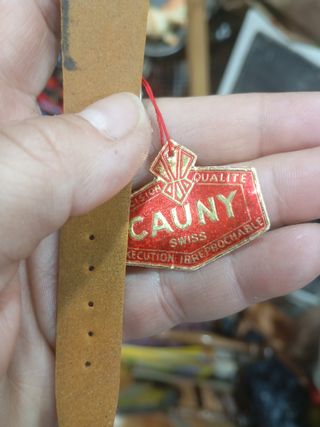 QUALITE
CAUNY
SWISS
EXECUTION IRREPROCHABLE